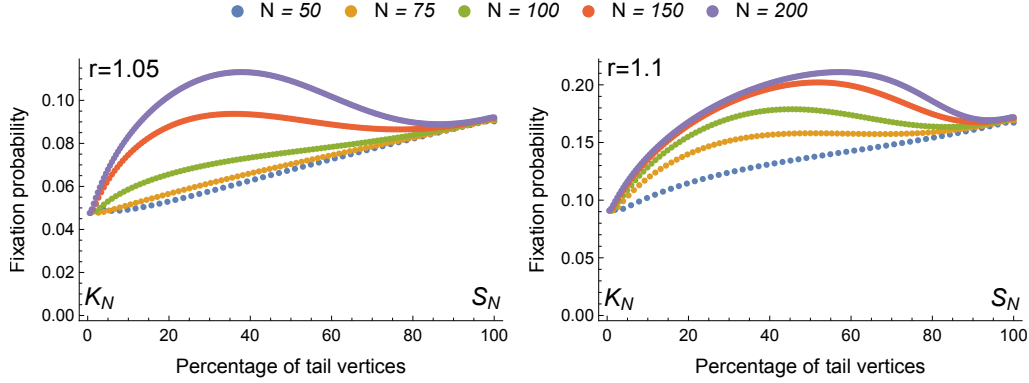 N = 50 N = 75 N = 100 N = 150 N = 200
r=1.05
Fixation probability
0.10
0.08
0.06
0.04
0.02
0.00
K_N S_N
0 20 40 60 80 100
Percentage of tail vertices
r=1.1
Fixation probability
0.20
0.15
0.10
0.05
0.00
K_N S_N
0 20 40 60 80 100
Percentage of tail vertices